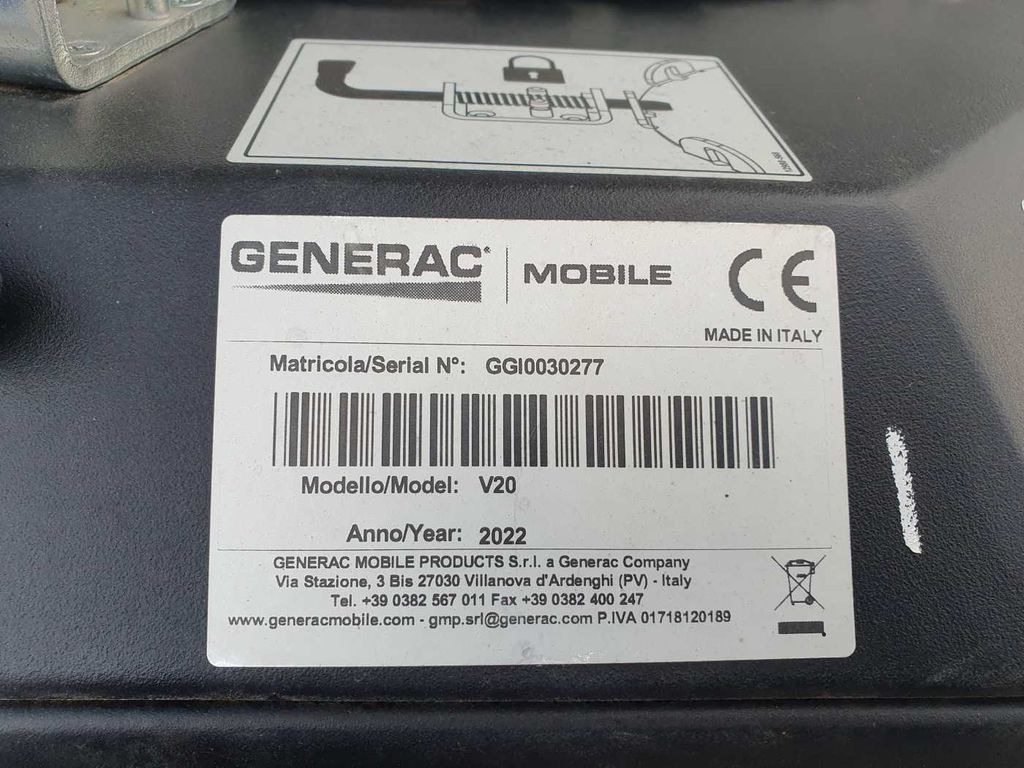 GENERAC® MOBILE
CE
MADE IN ITALY
Matricola/Serial N°: GGI0030277
Modello/Model: V20
Anno/Year: 2022
GENERAC MOBILE PRODUCTS S.r.l. a Generac Company
Via Stazione, 3 Bis 27030 Villanova d'Ardenghi (PV) - Italy
Tel. +39 0382 567 011 Fax +39 0382 400 247
www.generacmobile.com - gmp.srl@generac.com P.IVA 01718120189